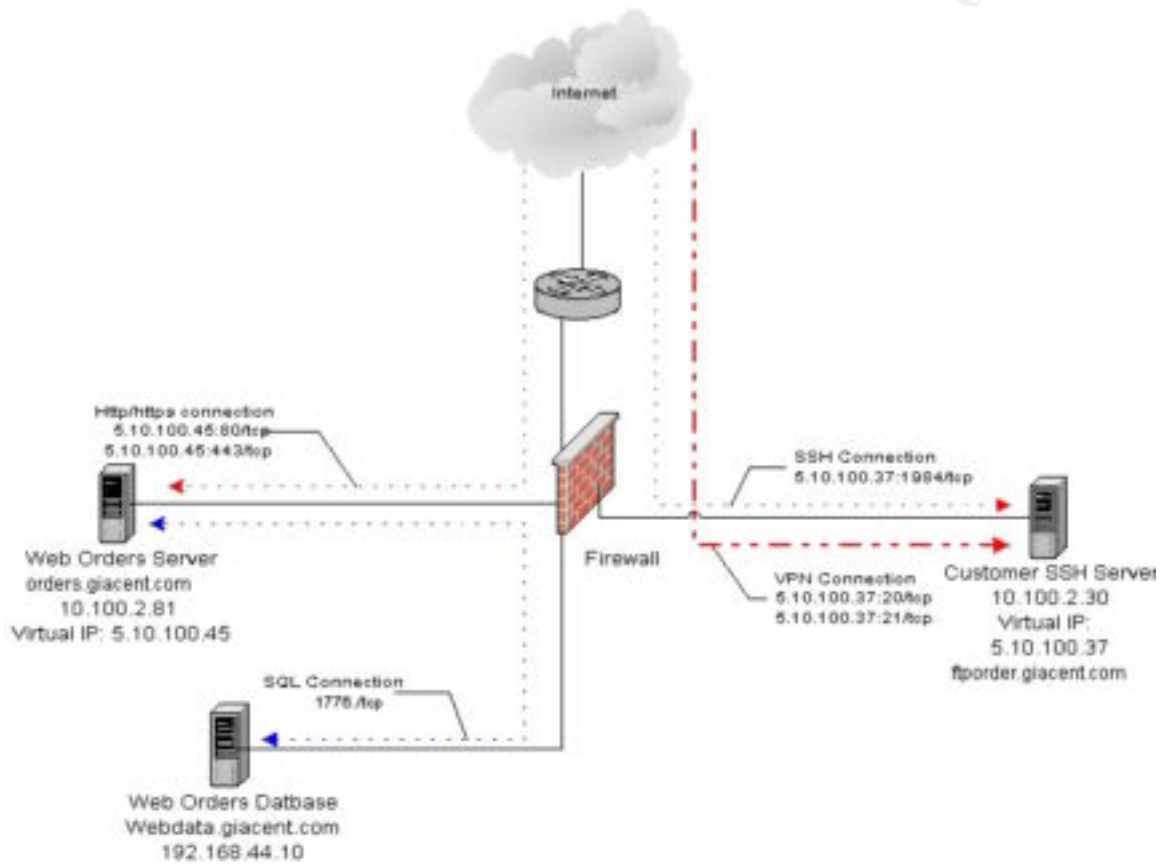 Internet
Http/https connection
5.10.100.45:80/tcp
5.10.100.45:443/tcp
SSH Connection
5.10.100.37:1984/tcp
Firewall
Web Orders Server
orders.giacent.com
10.100.2.81
Virtual IP: 5.10.100.45
VPN Connection
5.10.100.37:20/tcp
5.10.100.37:21/tcp
Customer SSH Server
10.100.2.30
Virtual IP:
5.10.100.37
ftporder.giacent.com
SQL Connection
1776./tcp
Web Orders Datbase
Webdata.giacent.com
192.168.44.10